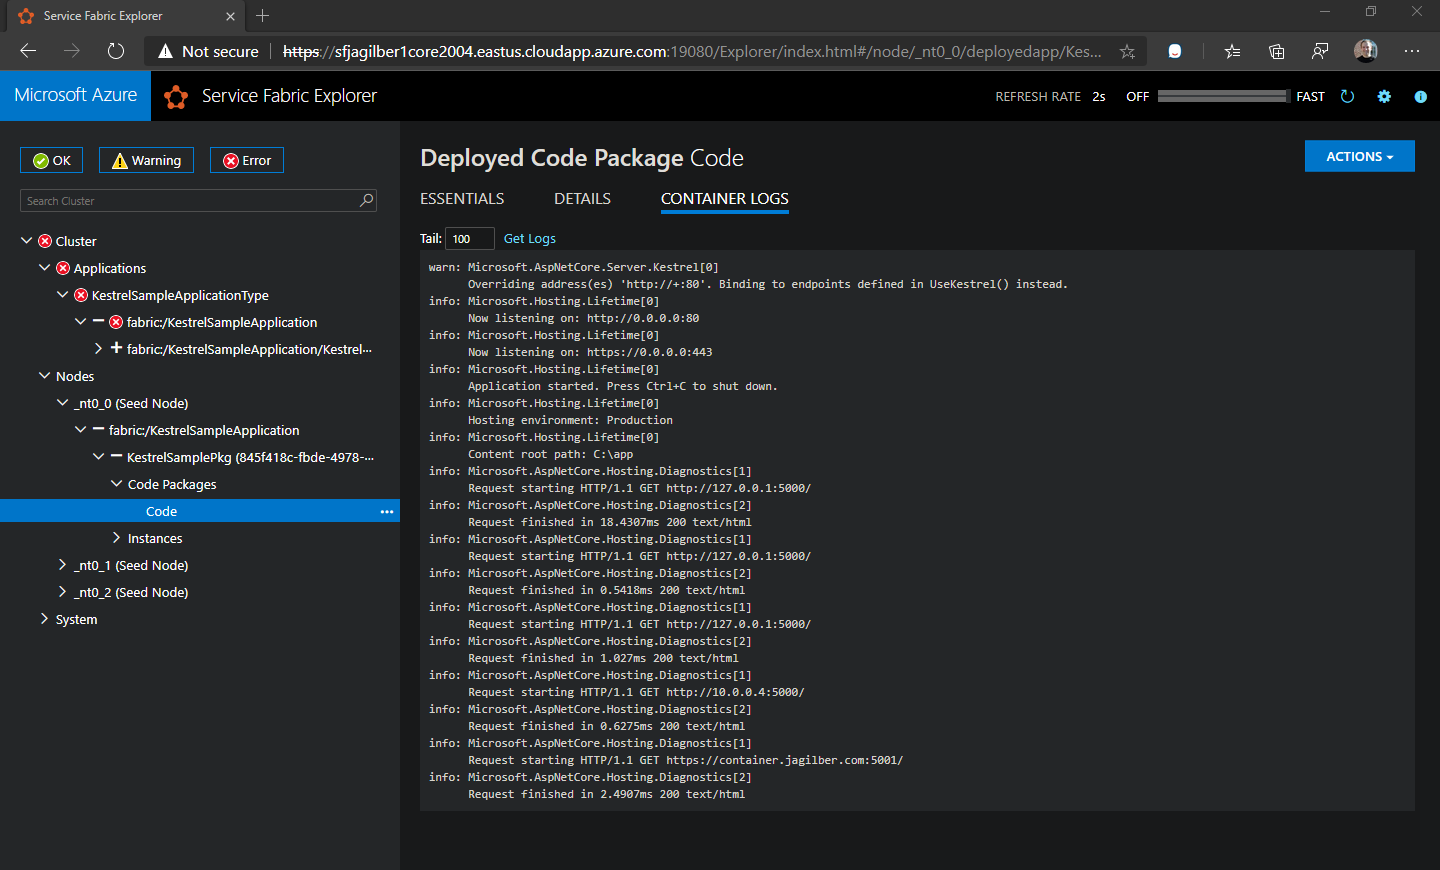 Service Fabric Explorer
Not secure
https://sfjagilber1core2004.eastus.cloudapp.azure.com:19080/Explorer/index.html#/node/_nt0_0/deployedapp/Kes...
Microsoft Azure
Service Fabric Explorer
REFRESH RATE 2s OFF FAST
OK
Warning
Error
Search Cluster
Cluster
Applications
KestrelSampleApplicationType
fabric:/KestrelSampleApplication
fabric:/KestrelSampleApplication/Kestrel...
Nodes
_nt0_0 (Seed Node)
fabric:/KestrelSampleApplication
KestrelSamplePkg (845f418c-fbde-4978-...
Code Packages
Code
Instances
_nt0_1 (Seed Node)
_nt0_2 (Seed Node)
System
Deployed Code Package Code
ACTIONS
ESSENTIALS DETAILS CONTAINER LOGS
Tail: 100 Get Logs
warn: Microsoft.AspNetCore.Server.Kestrel[0]
Overriding address(es) 'http://+:80'. Binding to endpoints defined in UseKestrel() instead.
info: Microsoft.Hosting.Lifetime[0]
Now listening on: http://0.0.0.0:80
info: Microsoft.Hosting.Lifetime[0]
Now listening on: https://0.0.0.0:443
info: Microsoft.Hosting.Lifetime[0]
Application started. Press Ctrl+C to shut down.
info: Microsoft.Hosting.Lifetime[0]
Hosting environment: Production
info: Microsoft.Hosting.Lifetime[0]
Content root path: C:\app
info: Microsoft.AspNetCore.Hosting.Diagnostics[1]
Request starting HTTP/1.1 GET http://127.0.0.1:5000/
info: Microsoft.AspNetCore.Hosting.Diagnostics[2]
Request finished in 18.4307ms 200 text/html
info: Microsoft.AspNetCore.Hosting.Diagnostics[1]
Request starting HTTP/1.1 GET http://127.0.0.1:5000/
info: Microsoft.AspNetCore.Hosting.Diagnostics[2]
Request finished in 0.5418ms 200 text/html
info: Microsoft.AspNetCore.Hosting.Diagnostics[1]
Request starting HTTP/1.1 GET http://127.0.0.1:5000/
info: Microsoft.AspNetCore.Hosting.Diagnostics[2]
Request finished in 1.027ms 200 text/html
info: Microsoft.AspNetCore.Hosting.Diagnostics[1]
Request starting HTTP/1.1 GET http://10.0.0.4:5000/
info: Microsoft.AspNetCore.Hosting.Diagnostics[2]
Request finished in 0.6275ms 200 text/html
info: Microsoft.AspNetCore.Hosting.Diagnostics[1]
Request starting HTTP/1.1 GET https://container.jagilber.com:5001/
info: Microsoft.AspNetCore.Hosting.Diagnostics[2]
Request finished in 2.4907ms 200 text/html